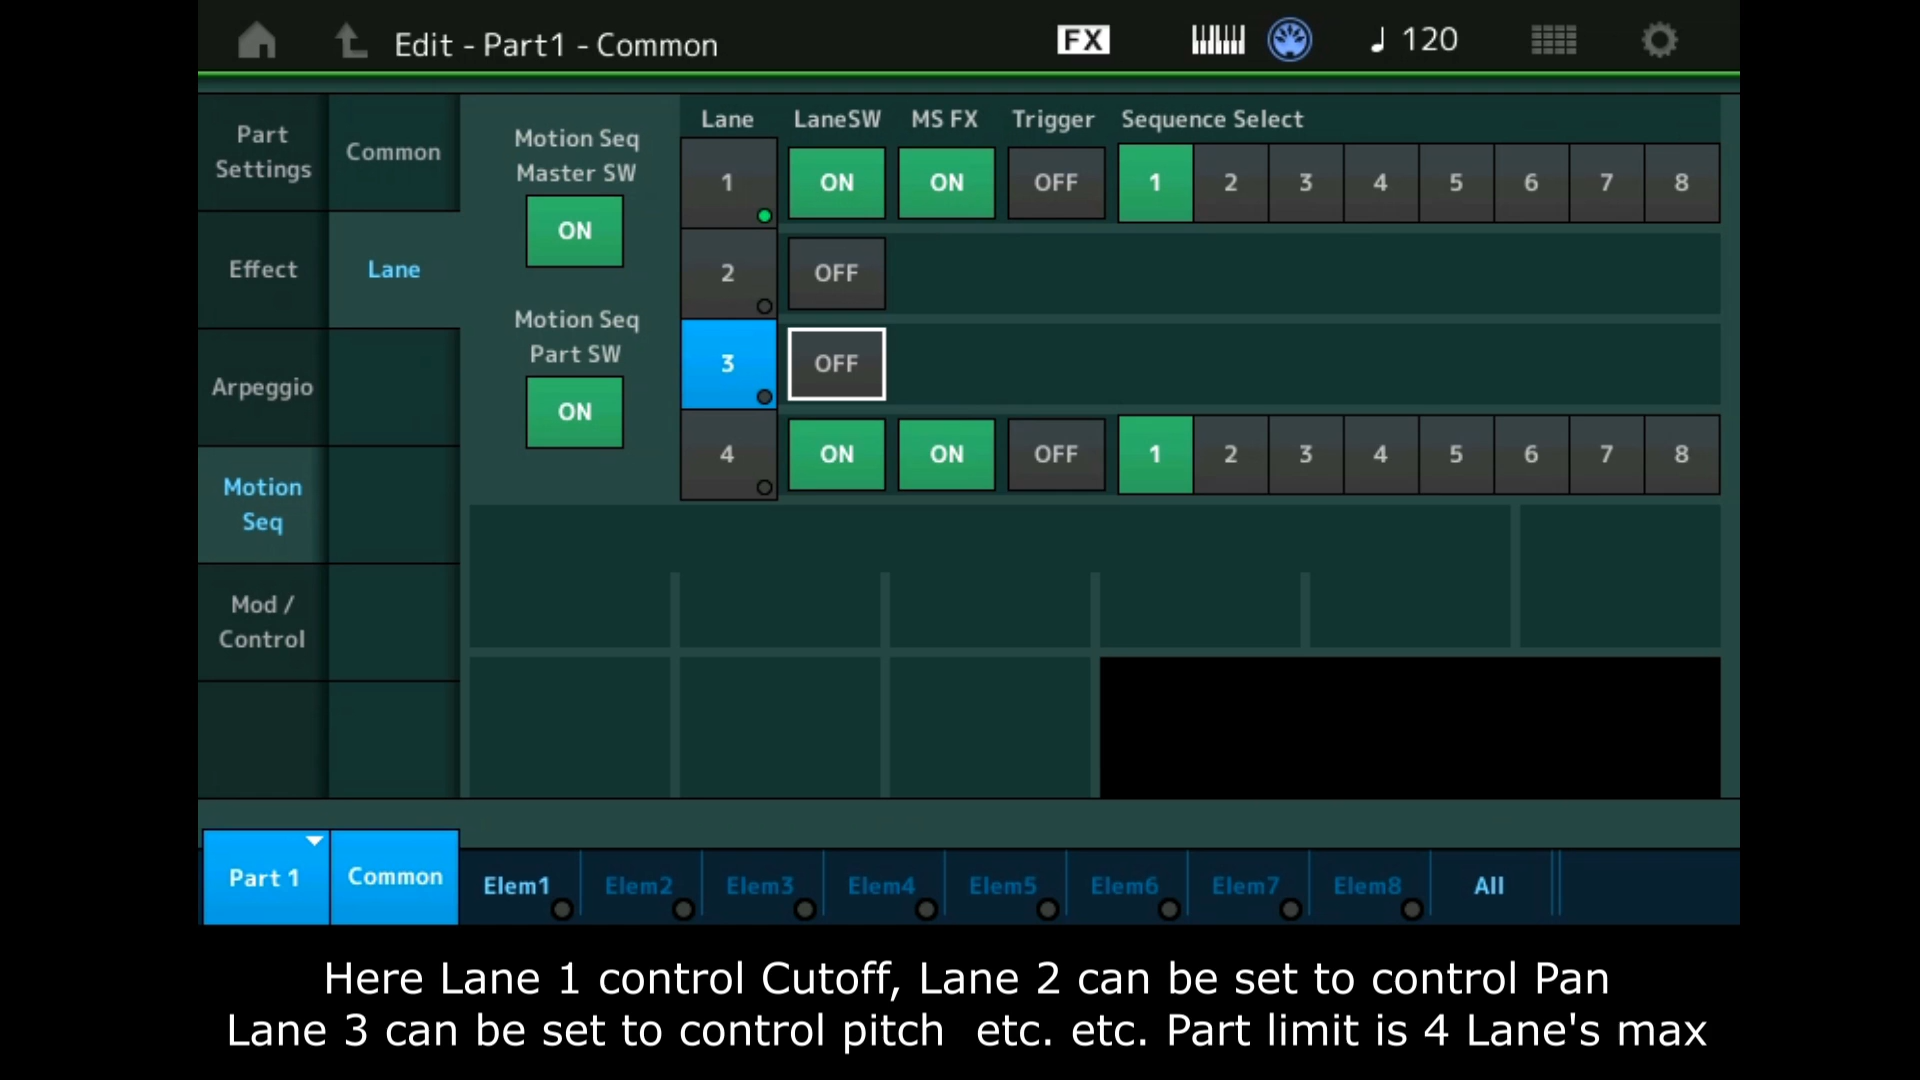 Edit - Part1 - Common FX ♩ 120
Part
Settings
Common
Effect
Lane
Arpeggio
Motion
Seq
Mod /
Control
Motion Seq
Master SW
ON
Motion Seq
Part SW
ON
Lane LaneSW MS FX Trigger Sequence Select
1 ON ON OFF 1 2 3 4 5 6 7 8
2 OFF
3 OFF
4 ON ON OFF 1 2 3 4 5 6 7 8
Part 1 Common Elem1 Elem2 Elem3 Elem4 Elem5 Elem6 Elem7 Elem8 All
Here Lane 1 control Cutoff, Lane 2 can be set to control Pan
Lane 3 can be set to control pitch etc. etc. Part limit is 4 Lane's max